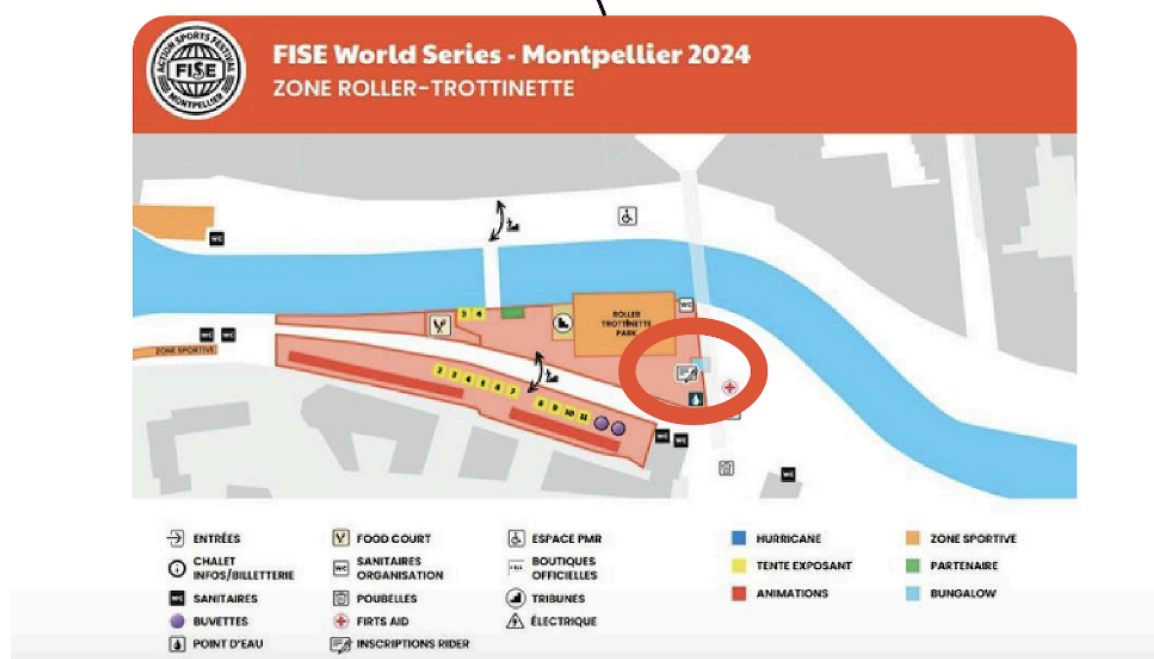 ACTION SPORTS FESTIVAL
FISE
MONTPELLIER
FISE World Series - Montpellier 2024
ZONE ROLLER-TROTTINETTE
WC
3 4
WC
ROLLER
TROTTINETTE
PARK
WC WC
ZONE SPORTIVE
2 3 4 5 6 7
8 9 10 11
WC WC
WC
ENTRÉES
CHALET
INFOS/BILLETTERIE
WC SANITAIRES
BUVETTES
POINT D'EAU
FOOD COURT
WC SANITAIRES
ORGANISATION
POUBELLES
FIRTS AID
INSCRIPTIONS RIDER
ESPACE PMR
BOUTIQUES
OFFICIELLES
TRIBUNES
ÉLECTRIQUE
HURRICANE
TENTE EXPOSANT
ANIMATIONS
ZONE SPORTIVE
PARTENAIRE
BUNGALOW